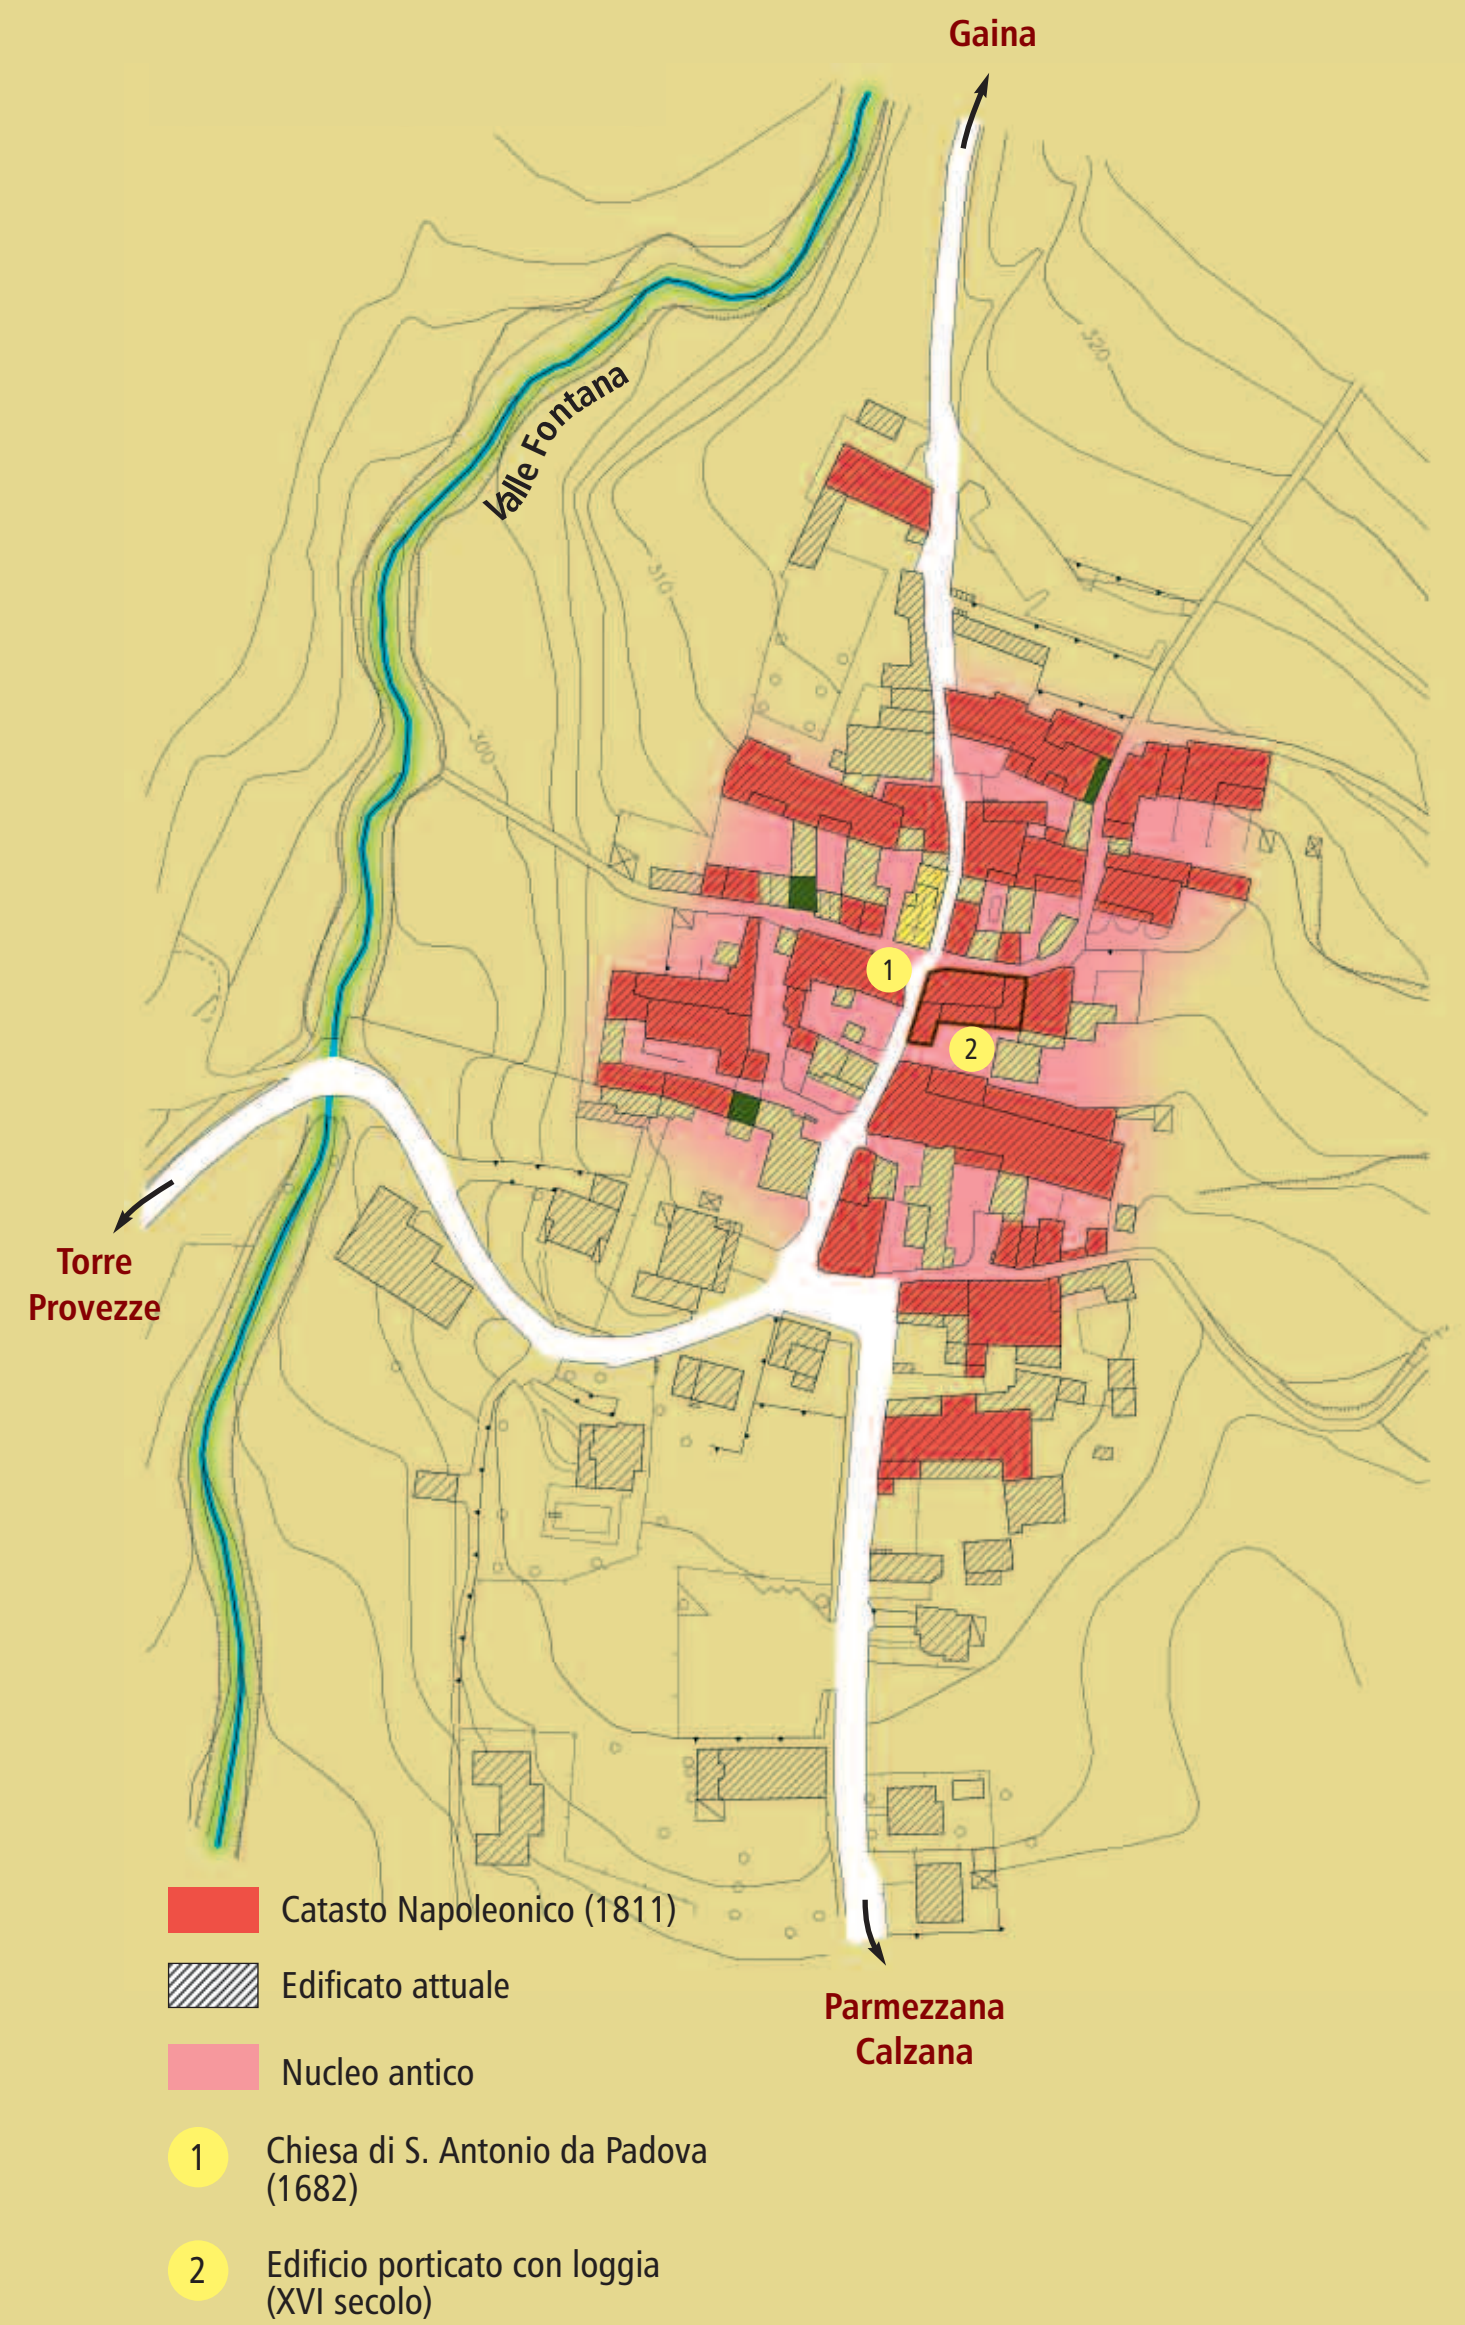 Gaina
320
Valle Fontana
310
300
1
2
Torre
Provezze
Catasto Napoleonico (1811)
Edificato attuale
Parmezzana
Calzana
Nucleo antico
1
Chiesa di S. Antonio da Padova
(1682)
2
Edificio porticato con loggia
(XVI secolo)